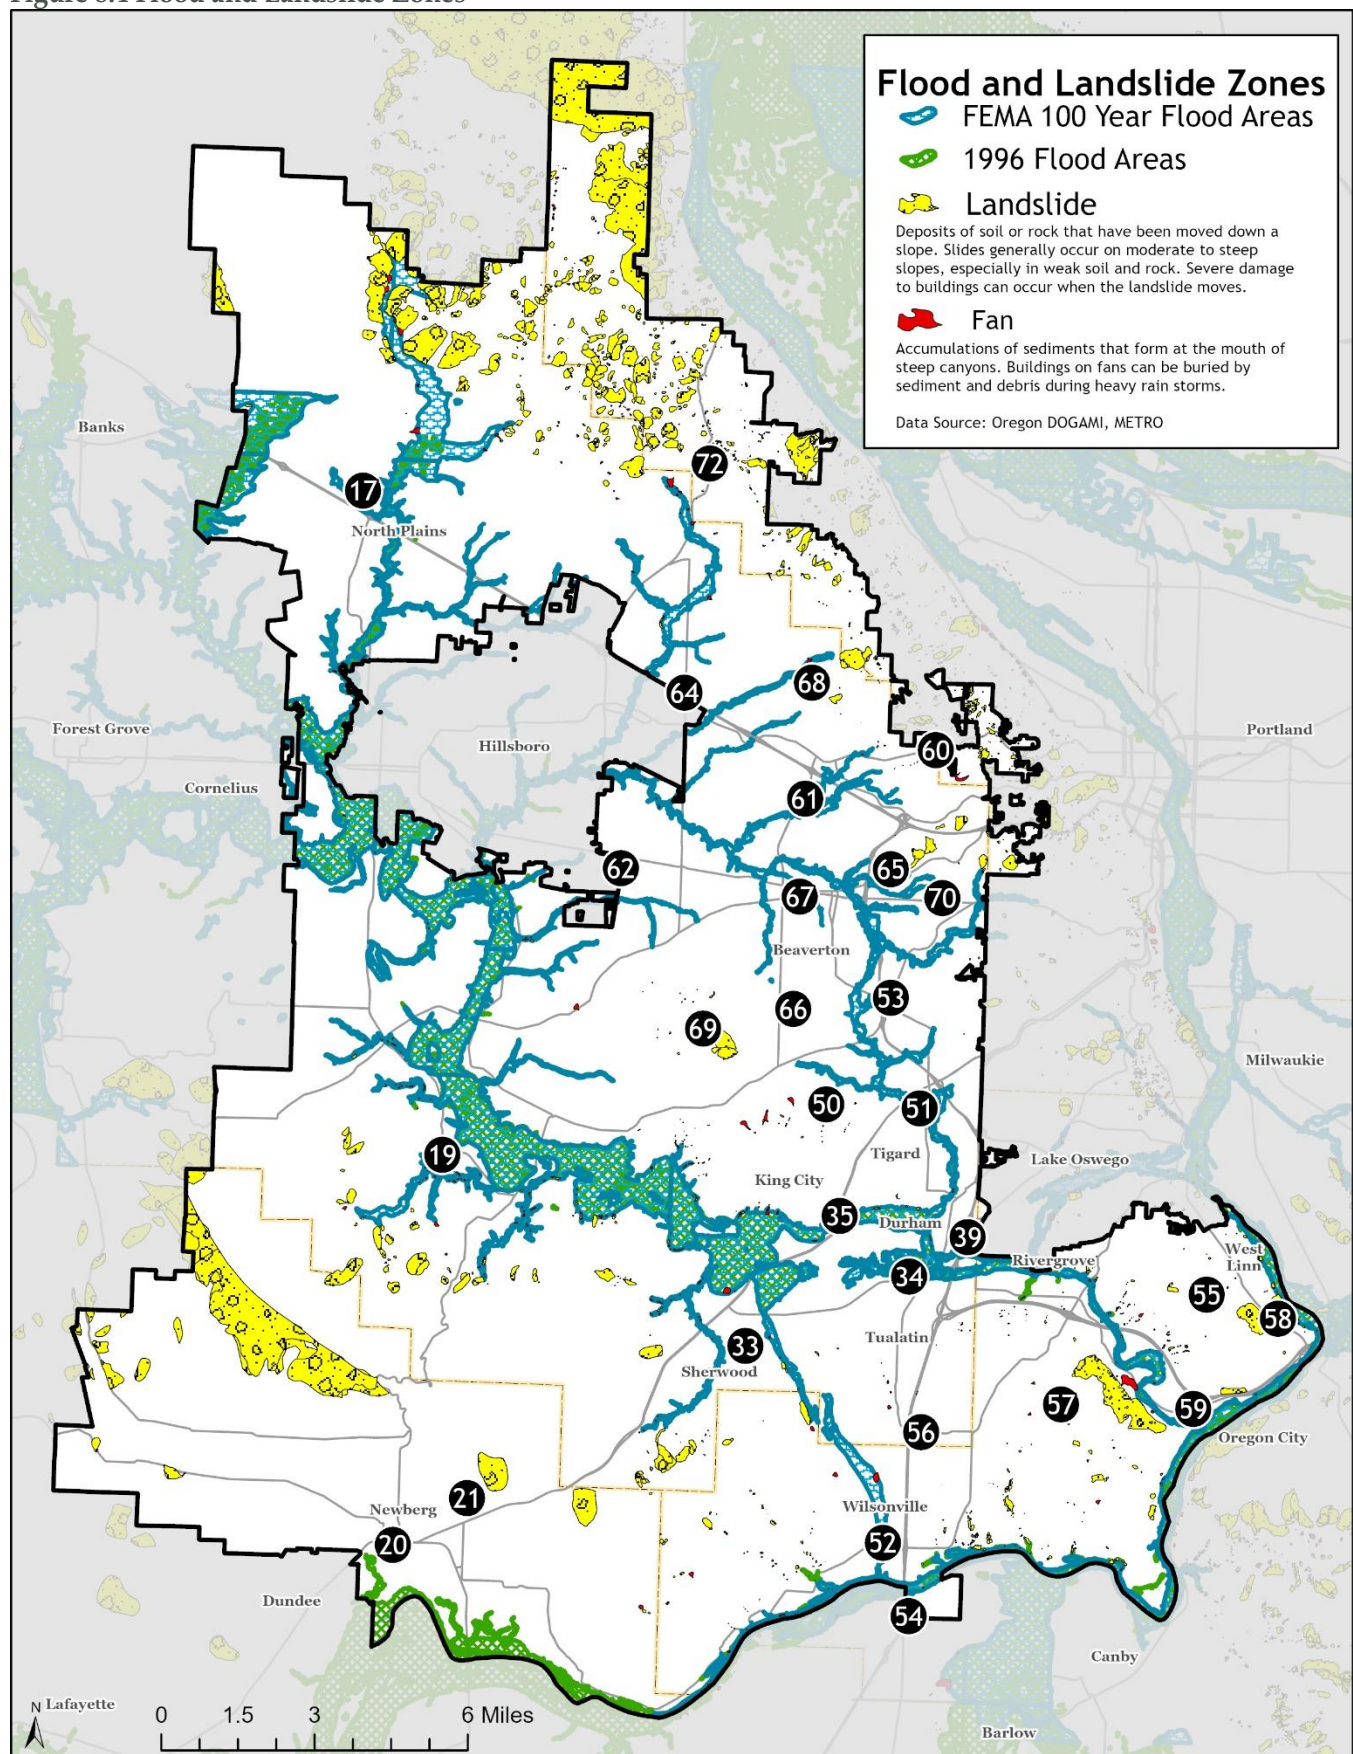 Figure 6.1 Flood and Landslide Zones
Flood and Landslide Zones
FEMA 100 Year Flood Areas
1996 Flood Areas
Landslide
Deposits of soil or rock that have been moved down a
slope. Slides generally occur on moderate to steep
slopes, especially in weak soil and rock. Severe damage
to buildings can occur when the landslide moves.
Fan
Accumulations of sediments that form at the mouth of
steep canyons. Buildings on fans can be buried by
sediment and debris during heavy rain storms.
Data Source: Oregon DOGAMI, METRO
Banks
72
17
North Plains
68
64
Forest Grove
Portland
Hillsboro
60
Cornelius
61
62
65
67
70
Beaverton
53
66
69
Milwaukie
50
51
19
Tigard
Lake Oswego
King City
35
Durham
39
West
Linn
Rivergrove
34
55
58
Tualatin
33
Sherwood
57
59
56
Oregon City
21
Newberg
Wilsonville
20
52
Dundee
54
Canby
N
Lafayette
0 1.5 3 6 Miles
Barlow